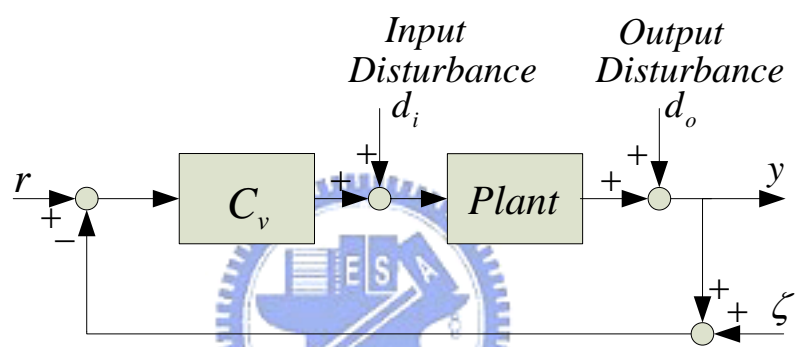 Input Output
Disturbance Disturbance
d_i d_o
+ +
r C_v + Plant + y
+
−
E S A
+
+ ζ